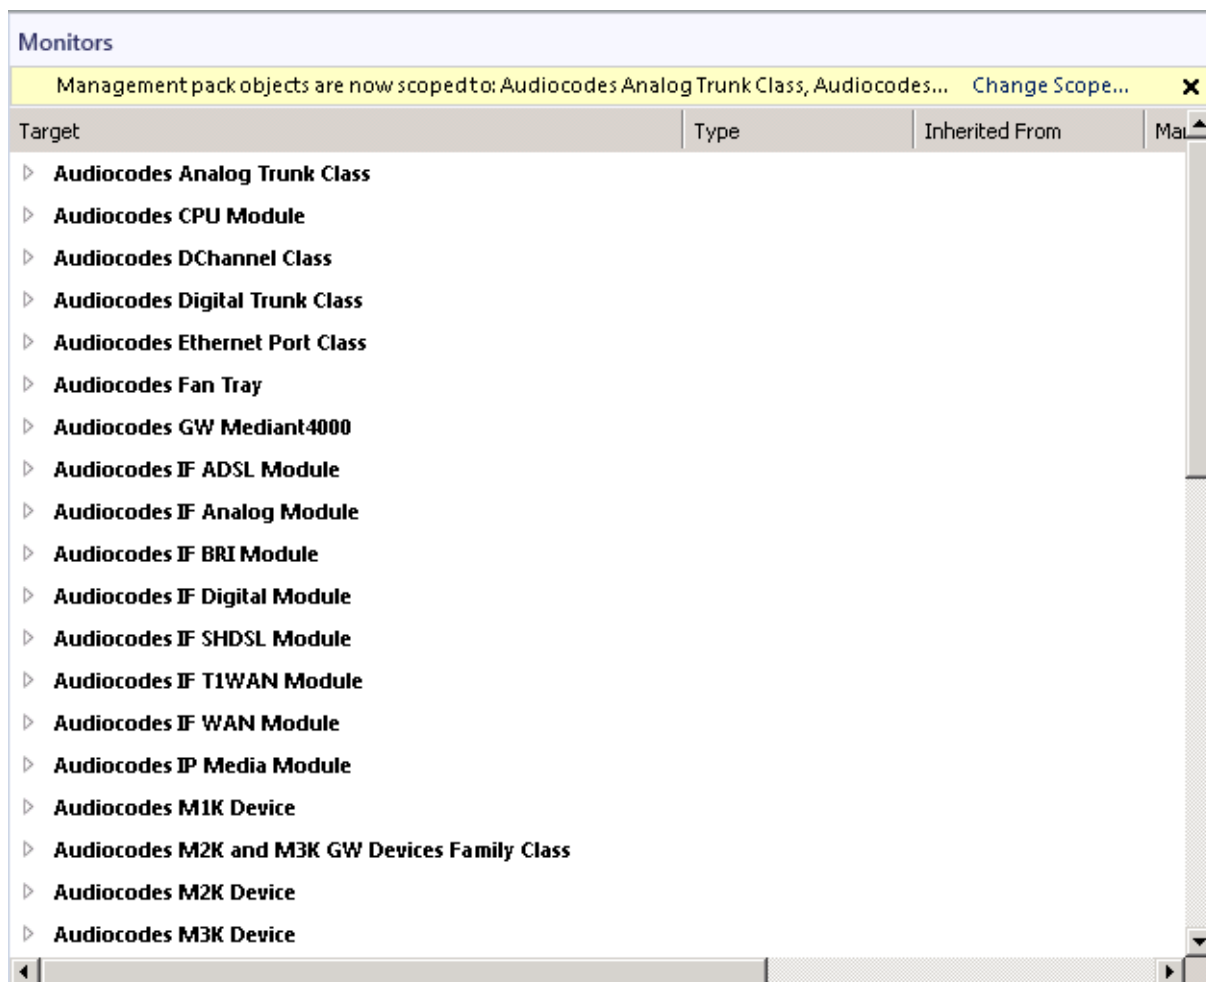 Monitors
Management pack objects are now scoped to: Audiocodes Analog Trunk Class, Audiocodes... Change Scope...
Target Type Inherited From Ma
Audiocodes Analog Trunk Class
Audiocodes CPU Module
Audiocodes DChannel Class
Audiocodes Digital Trunk Class
Audiocodes Ethernet Port Class
Audiocodes Fan Tray
Audiocodes GW Mediant4000
Audiocodes IF ADSL Module
Audiocodes IF Analog Module
Audiocodes IF BRI Module
Audiocodes IF Digital Module
Audiocodes IF SHDSL Module
Audiocodes IF T1WAN Module
Audiocodes IF WAN Module
Audiocodes IP Media Module
Audiocodes M1K Device
Audiocodes M2K and M3K GW Devices Family Class
Audiocodes M2K Device
Audiocodes M3K Device